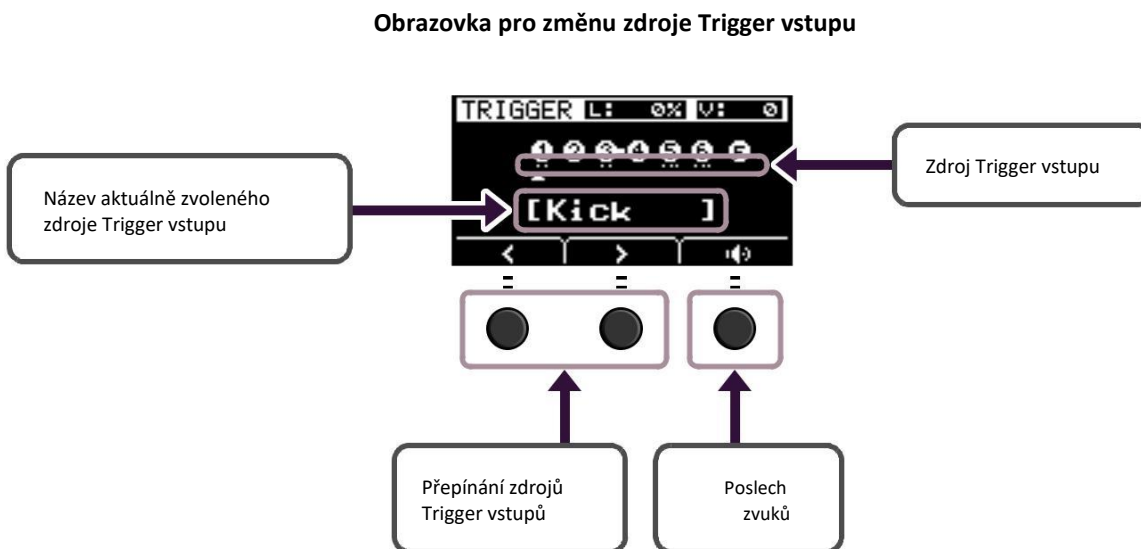 Obrazovka pro změnu zdroje Trigger vstupu
TRIGGER L: 0% V: 0
1 2 3 4 5 6 5
Zdroj Trigger vstupu
Název aktuálně zvoleného
zdroje Trigger vstupu
[Kick ]
< >
Přepínání zdrojů
Trigger vstupů
Poslech
zvuků